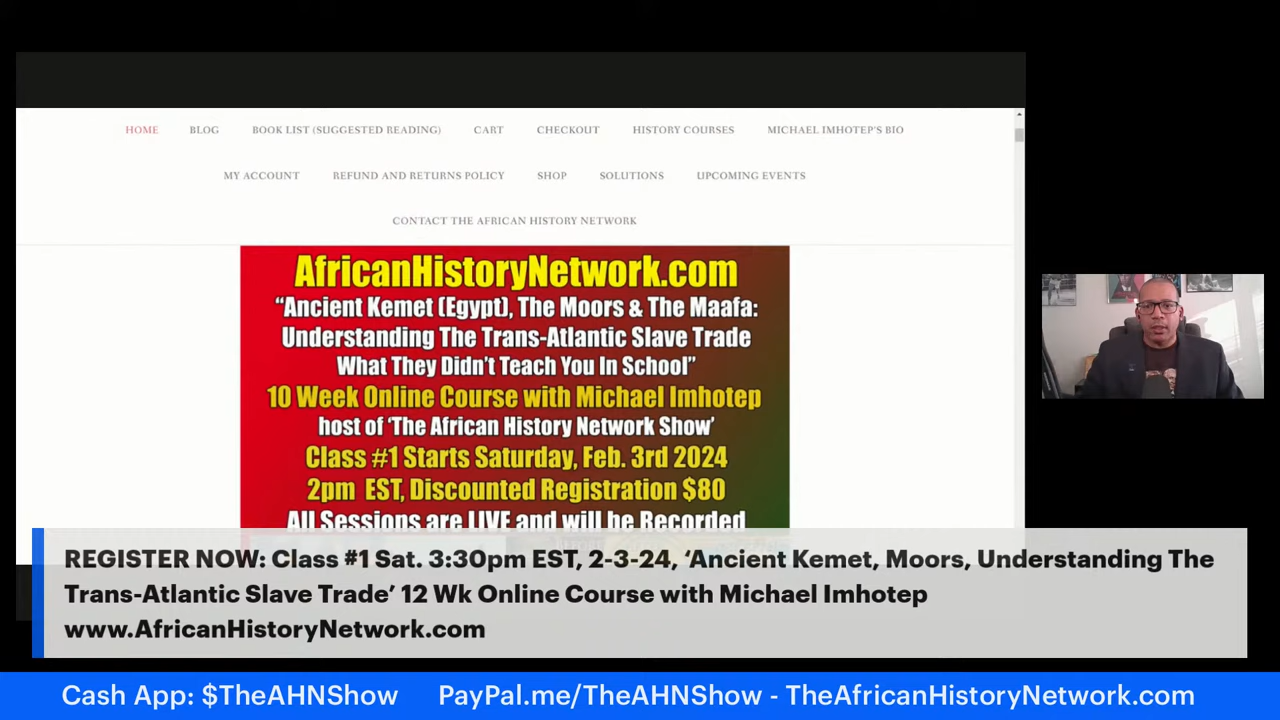 HOME BLOG BOOK LIST (SUGGESTED READING) CART CHECKOUT HISTORY COURSES MICHAEL IMHOTEP'S BIO
MY ACCOUNT REFUND AND RETURNS POLICY SHOP SOLUTIONS UPCOMING EVENTS
CONTACT THE AFRICAN HISTORY NETWORK
AfricanHistoryNetwork.com
“Ancient Kemet (Egypt), The Moors & The Maafa:
Understanding The Trans-Atlantic Slave Trade
What They Didn’t Teach You In School”
10 Week Online Course with Michael Imhotep
host of ‘The African History Network Show’
Class #1 Starts Saturday, Feb. 3rd 2024
2pm EST, Discounted Registration $80
All Sessions are LIVE and will be Recorded
REGISTER NOW: Class #1 Sat. 3:30pm EST, 2-3-24, ‘Ancient Kemet, Moors, Understanding The
Trans-Atlantic Slave Trade’ 12 Wk Online Course with Michael Imhotep
www.AfricanHistoryNetwork.com
Cash App: $TheAHNShow PayPal.me/TheAHNShow - TheAfricanHistoryNetwork.com